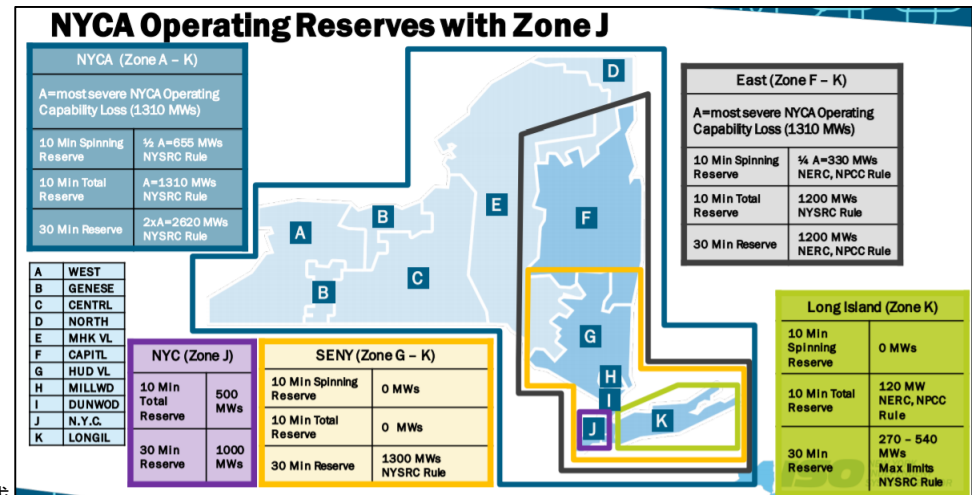 NYCA Operating Reserves with Zone J
NYCA (Zone A – K)
A=most severe NYCA Operating
Capability Loss (1310 MWs)
10 Min Spinning
Reserve
½ A=655 MWs
NYSRC Rule
10 Min Total
Reserve
A=1310 MWs
NYSRC Rule
30 Min Reserve
2xA=2620 MWs
NYSRC Rule
East (Zone F – K)
A=most severe NYCA Operating
Capability Loss (1310 MWs)
10 Min Spinning
Reserve
¼ A=330 MWs
NERC, NPCC Rule
10 Min Total
Reserve
1200 MWs
NYSRC Rule
30 Min Reserve
1200 MWs
NERC, NPCC Rule
D
E
B
A
F
C
B
G
H
I
J
K
A WEST
B GENESE
C CENTRL
D NORTH
E MHK VL
F CAPITL
G HUD VL
H MILLWD
I DUNWOD
J N.Y.C.
K LONGIL
NYC (Zone J)
10 Min
Total
Reserve
500
MWs
30 Min
Reserve
1000
MWs
SENY (Zone G – K)
10 Min Spinning
Reserve
0 MWs
10 Min Total
Reserve
0 MWs
30 Min Reserve
1300 MWs
NYSRC Rule
Long Island (Zone K)
10 Min
Spinning
Reserve
0 MWs
10 Min Total
Reserve
120 MW
NERC, NPCC
Rule
30 Min
Reserve
270 – 540
MWs
Max limits
NYSRC Rule
ISO